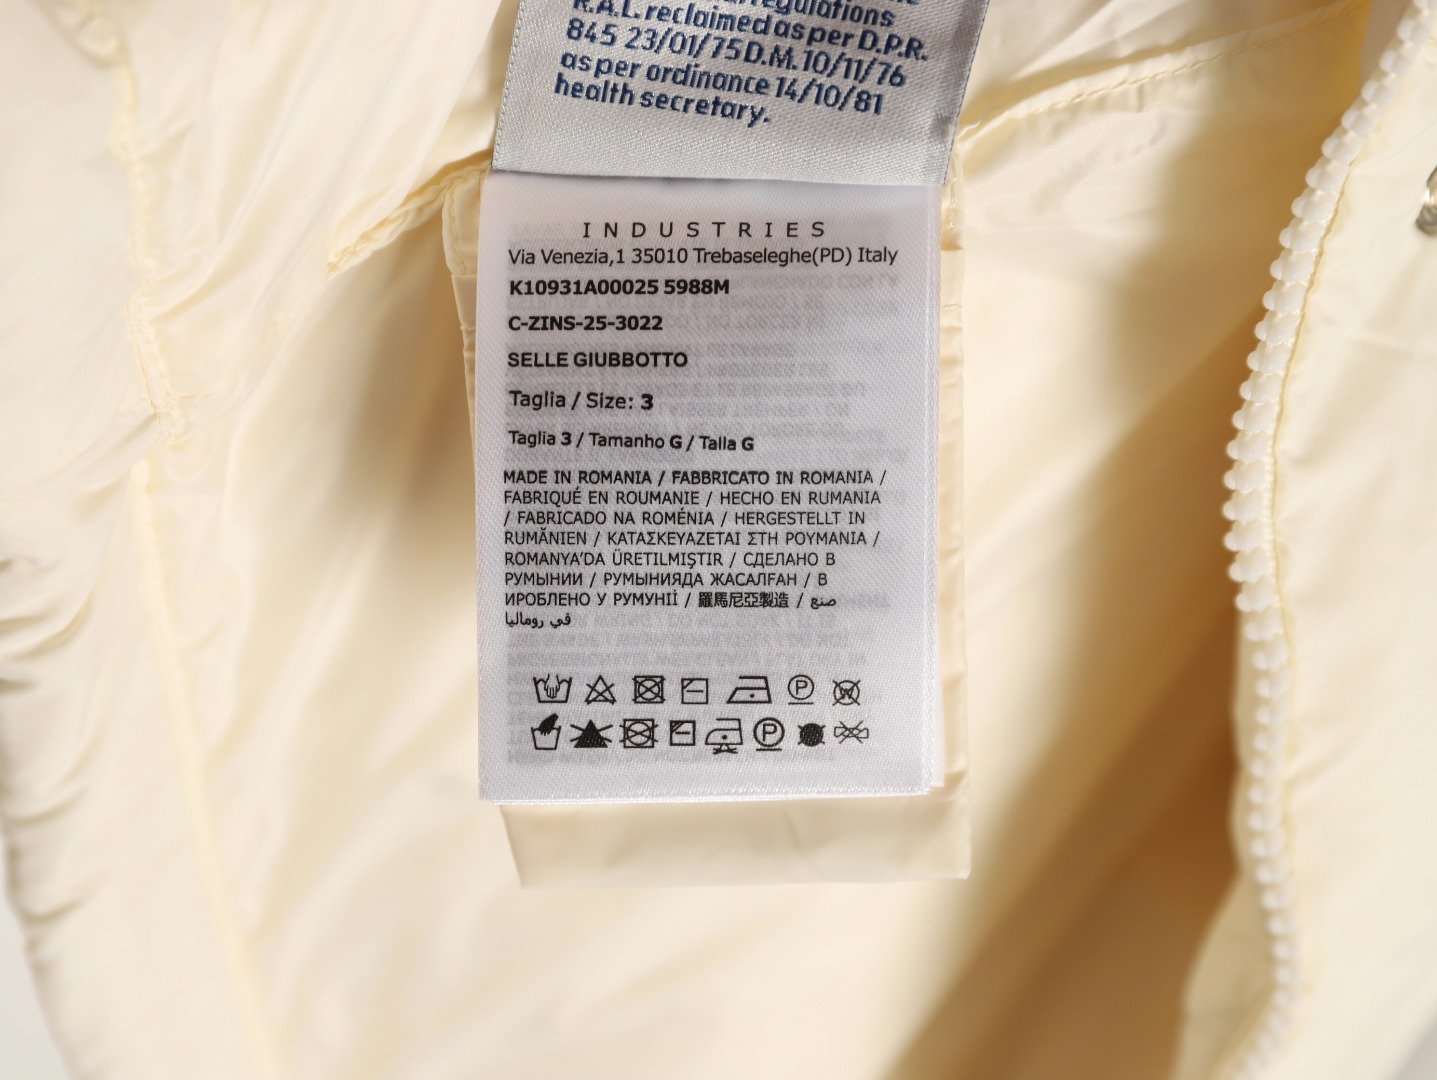 regulations
R.A.L. reclaimed as per D.P.R.
845 23/01/75 D.M. 10/11/76
as per ordinance 14/10/81
health secretary.
INDUSTRIES
Via Venezia,1 35010 Trebaseleghe(PD) Italy
K10931A00025 5988M
C-ZINS-25-3022
SELLE GIUBBOTTO
Taglia / Size: 3
Taglia 3 / Tamanho G / Talla G
MADE IN ROMANIA / FABBRICATO IN ROMANIA /
FABRIQUÉ EN ROUMANIE / HECHO EN RUMANIA
/ FABRICADO NA ROMÉNIA / HERGESTELLT IN
RUMĂNIEN / ΚΑΤΑΣΚΕΥΑΖΕΤΑΙ ΣΤΗ ΡΟΥΜΑΝΙΑ /
ROMANYA'DA ÜRETILMIŞTIR / СДЕЛАНО В
РУМЫНИИ / РУМЫНИЯДА ЖАСАЛҒАН / В
ИРОБЛЕНО У РУМУНІЇ / 羅馬尼亞製造 / صنع
في روماليا
P
W
P